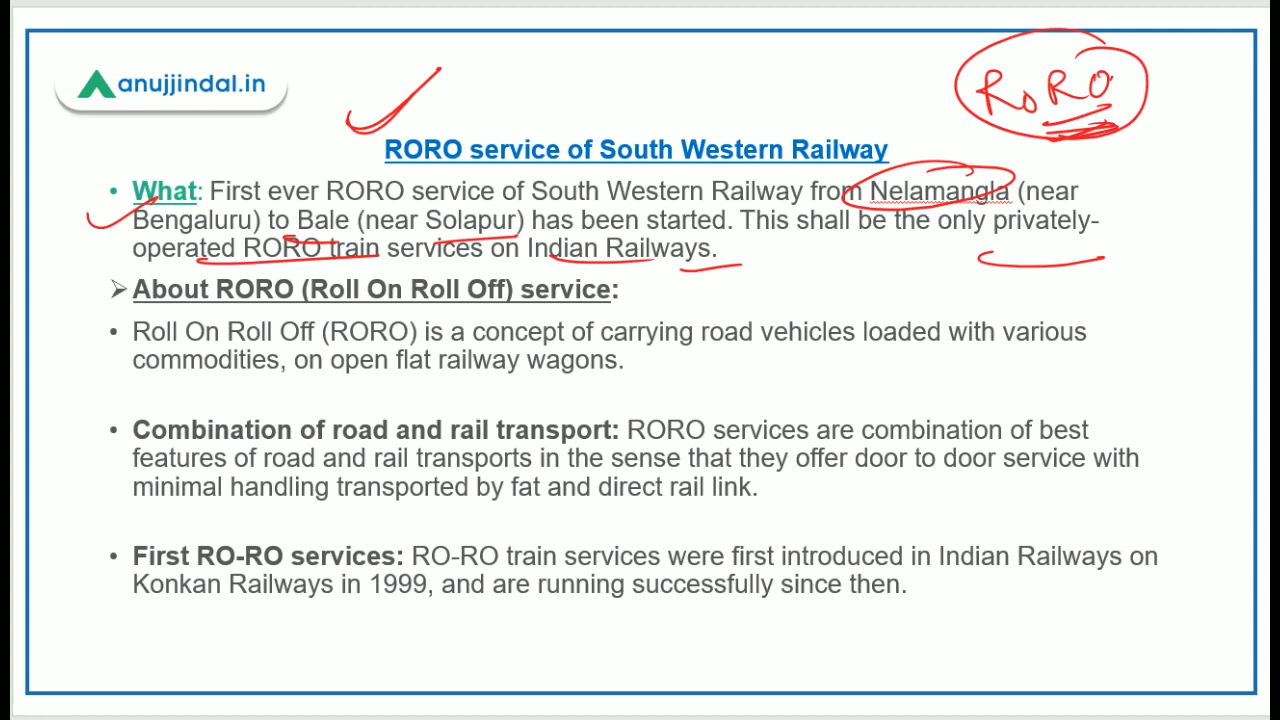 anujjindal.in
RORO
RORO service of South Western Railway
• What: First ever RORO service of South Western Railway from Nelamangla (near
Bengaluru) to Bale (near Solapur) has been started. This shall be the only privately-
operated RORO train services on Indian Railways.
➢ About RORO (Roll On Roll Off) service:
• Roll On Roll Off (RORO) is a concept of carrying road vehicles loaded with various
commodities, on open flat railway wagons.
• Combination of road and rail transport: RORO services are combination of best
features of road and rail transports in the sense that they offer door to door service with
minimal handling transported by fat and direct rail link.
• First RO-RO services: RO-RO train services were first introduced in Indian Railways on
Konkan Railways in 1999, and are running successfully since then.